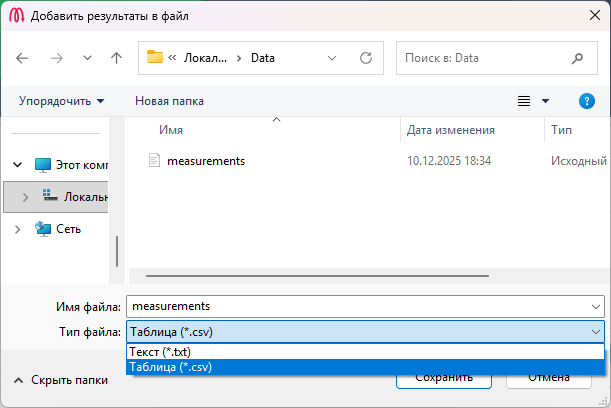 Добавить результаты в файл
« Локал... > Data
Поиск в: Data
Упорядочить
Новая папка
Имя
Дата изменения
Тип
Этот комп
measurements
10.12.2025 18:34
Исходный
Локальн
Сеть
Имя файла: measurements
Тип файла: Таблица (*.csv)
Текст (*.txt)
Таблица (*.csv)
Скрыть папки
Сохранить
Отмена